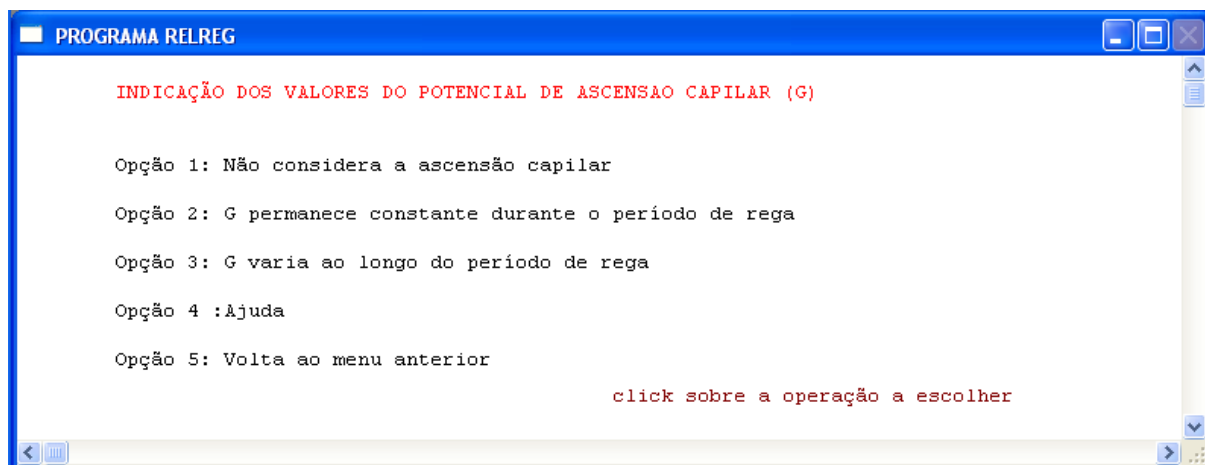 PROGRAMA RELREG
INDICAÇÃO DOS VALORES DO POTENCIAL DE ASCENSAO CAPILAR (G)
Opção 1: Não considera a ascensão capilar
Opção 2: G permanece constante durante o período de rega
Opção 3: G varia ao longo do período de rega
Opção 4 :Ajuda
Opção 5: Volta ao menu anterior
click sobre a operação a escolher